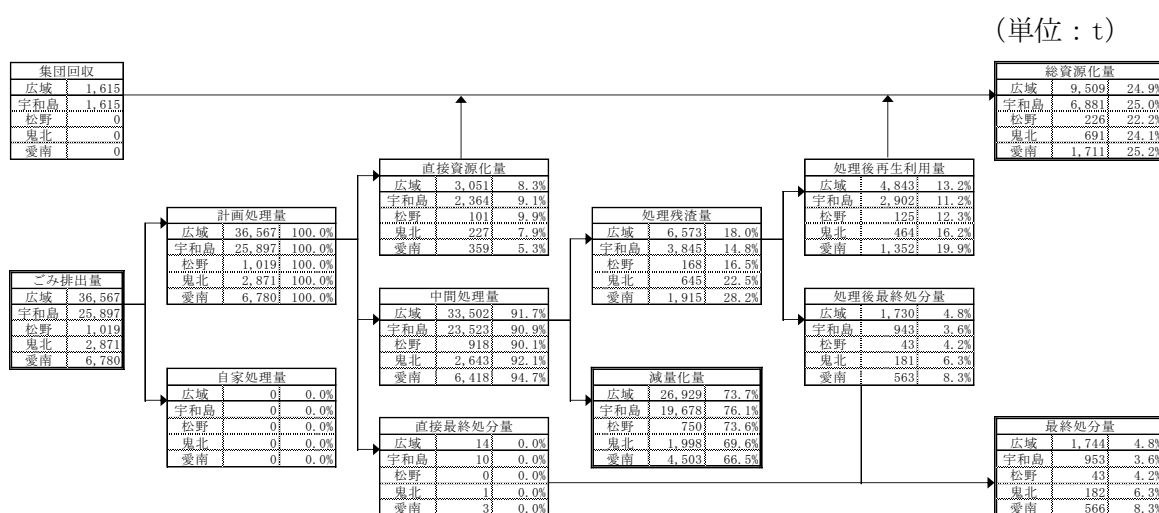 (単位：t)
集団回収
広域 1,615
宇和島 1,615
松野 0
鬼北 0
愛南 0
総資源化量
広域 9,509 24.9%
宇和島 6,881 25.0%
松野 226 22.2%
鬼北 691 24.1%
愛南 1,711 25.2%
直接資源化量
広域 3,051 8.3%
宇和島 2,364 9.1%
松野 101 9.9%
鬼北 227 7.9%
愛南 359 5.3%
処理後再生利用量
広域 4,843 13.2%
宇和島 2,902 11.2%
松野 125 12.3%
鬼北 464 16.2%
愛南 1,352 19.9%
計画処理量
広域 36,567 100.0%
宇和島 25,897 100.0%
松野 1,019 100.0%
鬼北 2,871 100.0%
愛南 6,780 100.0%
処理残渣量
広域 6,573 18.0%
宇和島 3,845 14.8%
松野 168 16.5%
鬼北 645 22.5%
愛南 1,915 28.2%
ごみ排出量
広域 36,567
宇和島 25,897
松野 1,019
鬼北 2,871
愛南 6,780
中間処理量
広域 33,502 91.7%
宇和島 23,523 90.9%
松野 918 90.1%
鬼北 2,643 92.1%
愛南 6,418 94.7%
処理後最終処分量
広域 1,730 4.8%
宇和島 943 3.6%
松野 43 4.2%
鬼北 181 6.3%
愛南 563 8.3%
自家処理量
広域 0 0.0%
宇和島 0 0.0%
松野 0 0.0%
鬼北 0 0.0%
愛南 0 0.0%
減量化量
広域 26,929 73.7%
宇和島 19,678 76.1%
松野 750 73.6%
鬼北 1,998 69.6%
愛南 4,503 66.5%
直接最終処分量
広域 14 0.0%
宇和島 10 0.0%
松野 0 0.0%
鬼北 1 0.0%
愛南 3 0.0%
最終処分量
広域 1,744 4.8%
宇和島 953 3.6%
松野 43 4.2%
鬼北 182 6.3%
愛南 566 8.3%